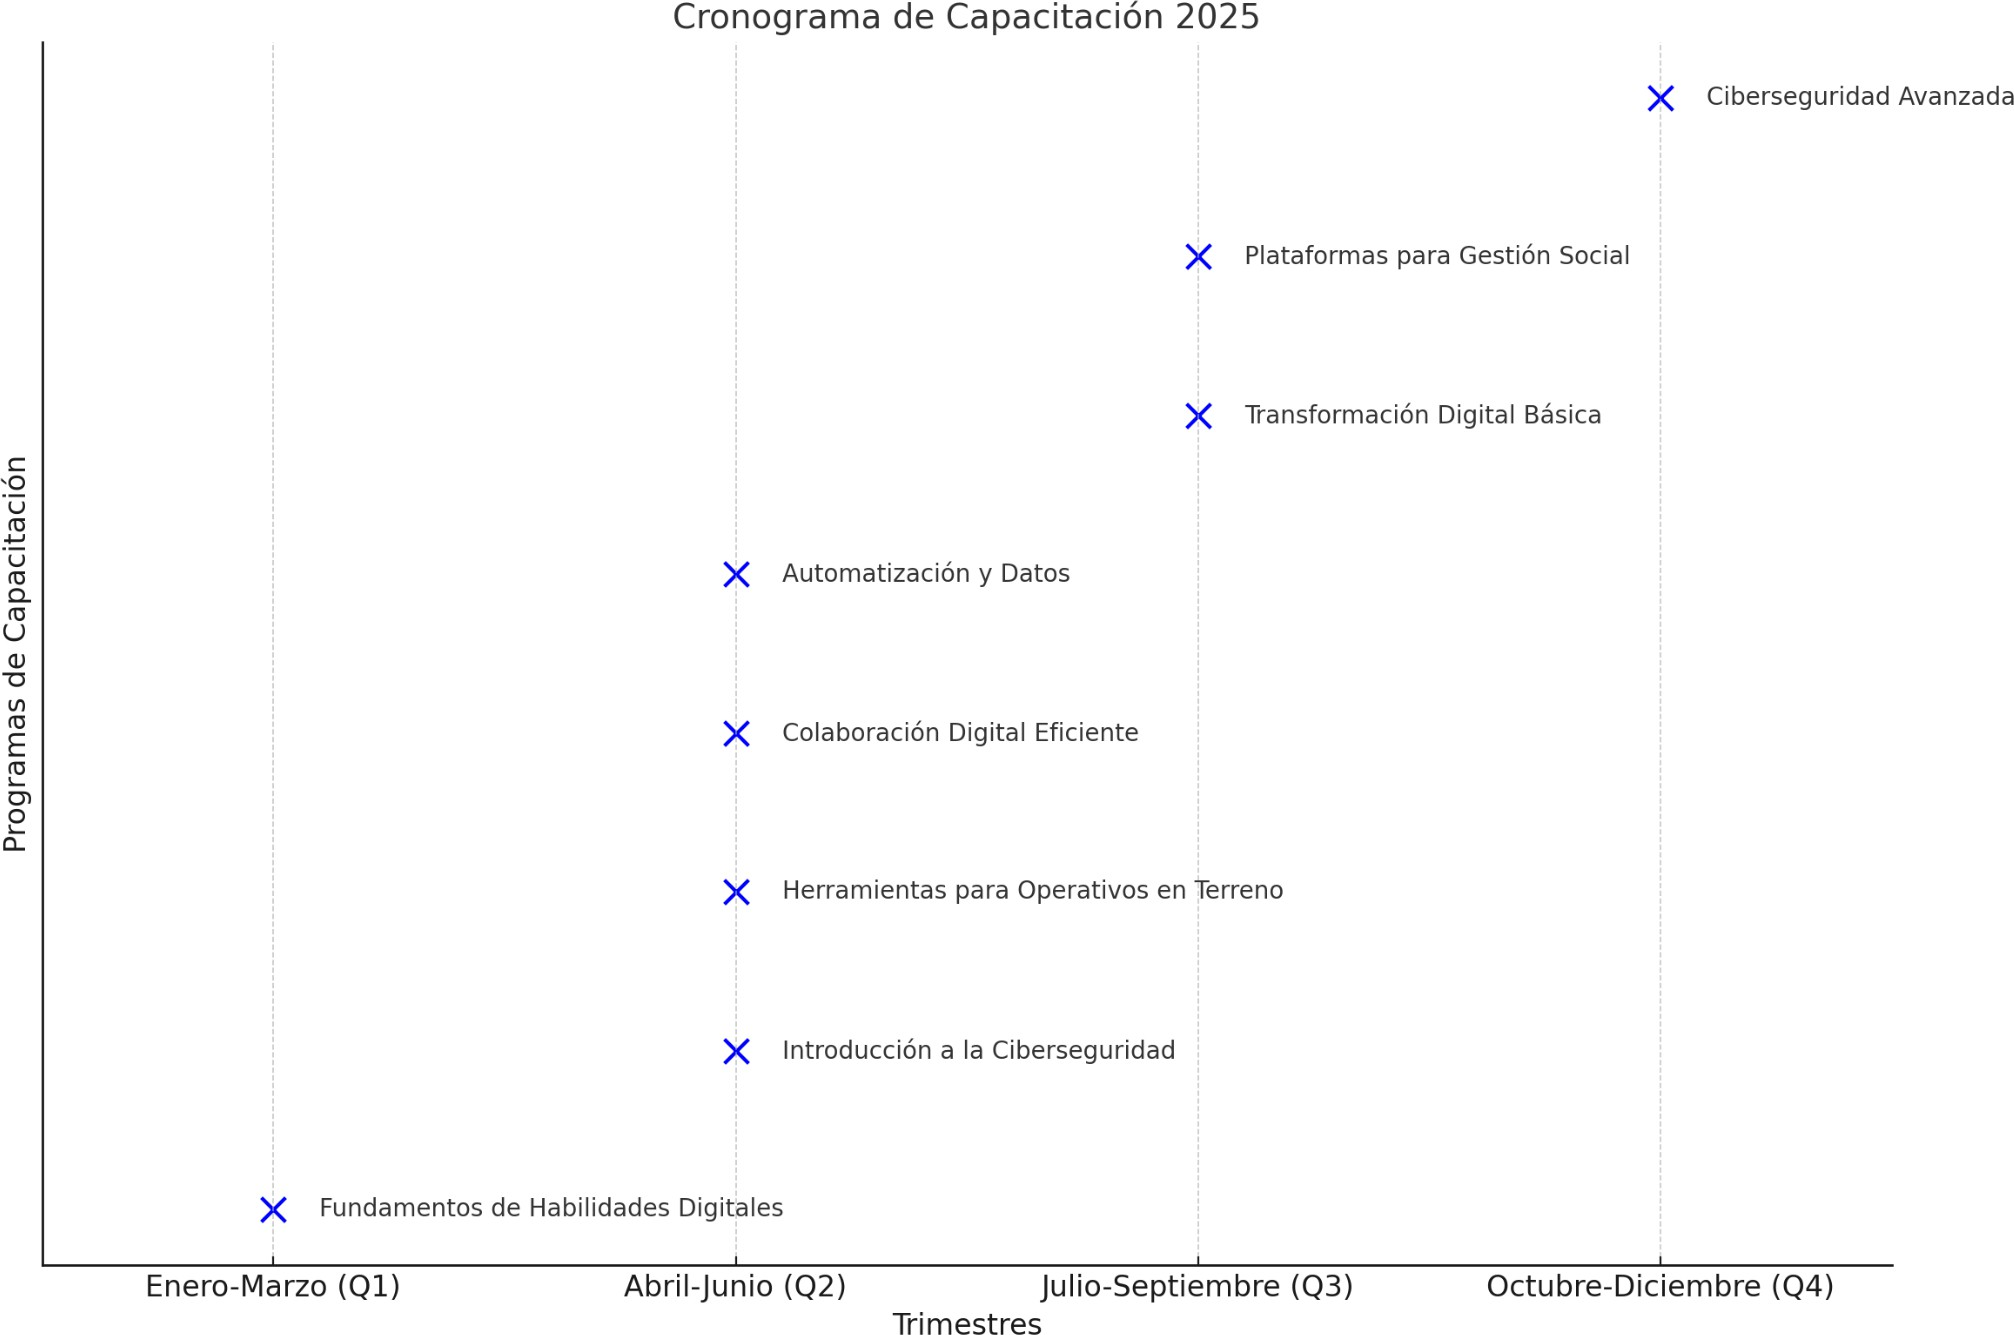 Cronograma de Capacitación 2025
Ciberseguridad Avanzada
Plataformas para Gestión Social
Transformación Digital Básica
Automatización y Datos
Colaboración Digital Eficiente
Herramientas para Operativos en Terreno
Introducción a la Ciberseguridad
Fundamentos de Habilidades Digitales
Programas de Capacitación
Enero-Marzo (Q1)
Abril-Junio (Q2)
Julio-Septiembre (Q3)
Octubre-Diciembre (Q4)
Trimestres